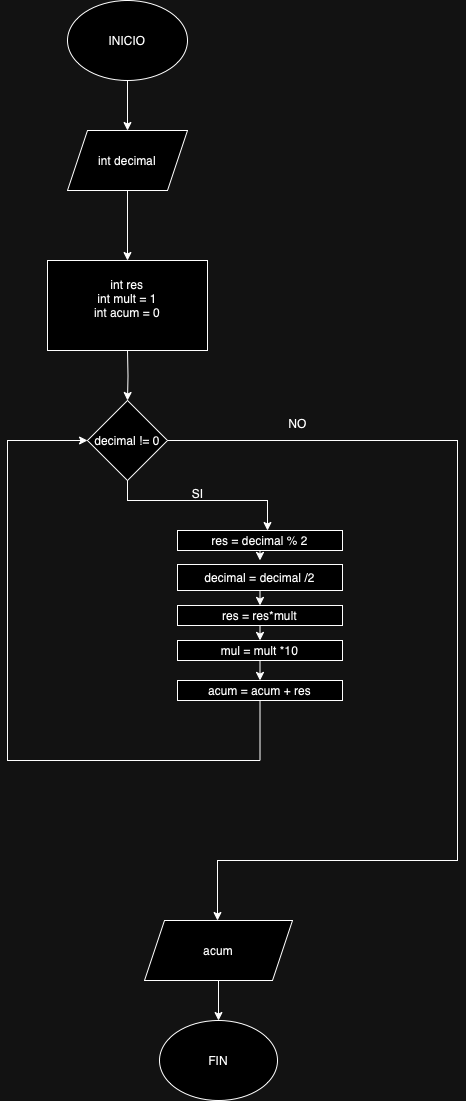 INICIO
int decimal
int res
int mult = 1
int acum = 0
decimal != 0
NO
SI
res = decimal % 2
decimal = decimal /2
res = res*mult
mul = mult *10
acum = acum + res
acum
FIN